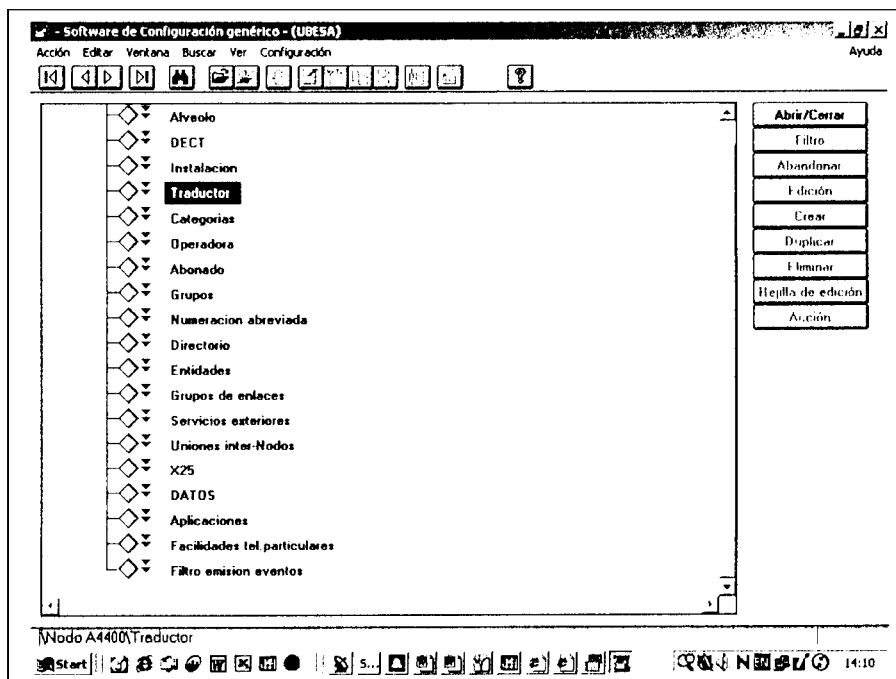 - Software de Configuración genérico - (UBESA)
Acción Editar Ventana Buscar Ver Configuración Ayuda
Alveolo
DECT
Instalacion
Traductor
Categorias
Operadora
Abonado
Grupos
Numeracion abreviada
Directorio
Entidades
Grupos de enlaces
Servicios exteriores
Uniones inter-Nodos
X25
DATOS
Aplicaciones
Facilidades tel.particulares
Filtro emision eventos
Abrir/Cerrar
Filtro
Abandonar
Edición
Crear
Duplicar
Eliminar
Rejilla de edición
Acción
\Nodo A4400\Traductor
Start S... N EN 14:10